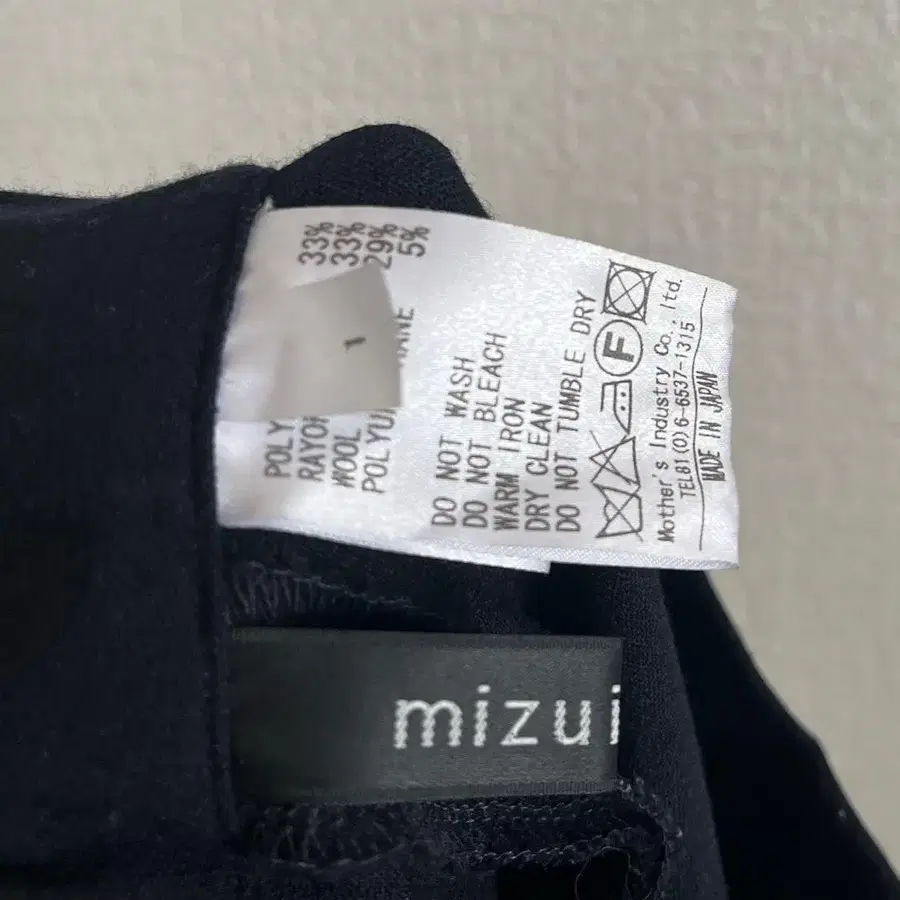 33%
33%
29%
5%
1
POLY
RAYO
WOOL
POLYU
ANE
DO NOT WASH
DO NOT BLEACH
WARM IRON
DRY CLEAN
DO NOT TUMBLE DRY
F
Mother's Industry Co., ltd.
TEL81(0)6-6537-1315
MADE IN JAPAN
mizui